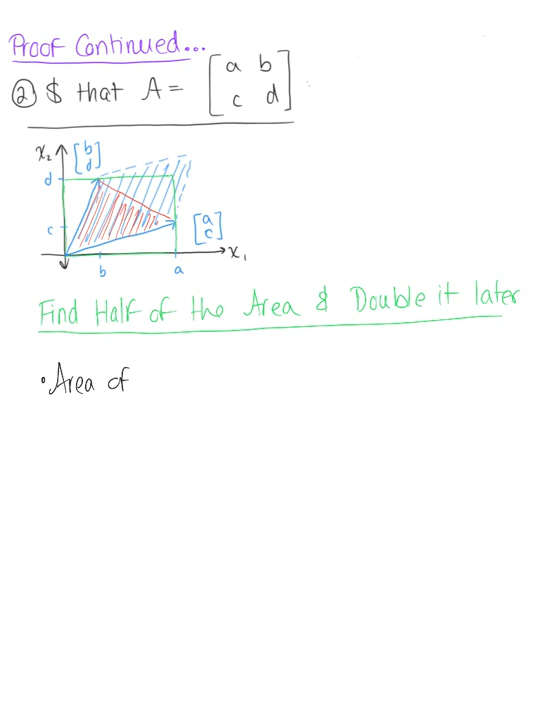 Proof Continued...
② $ that A = [a b
c d]
x₂
[b
d]
d
c
[a
c]
x₁
b a
Find Half of the Area & Double it later
• Area of